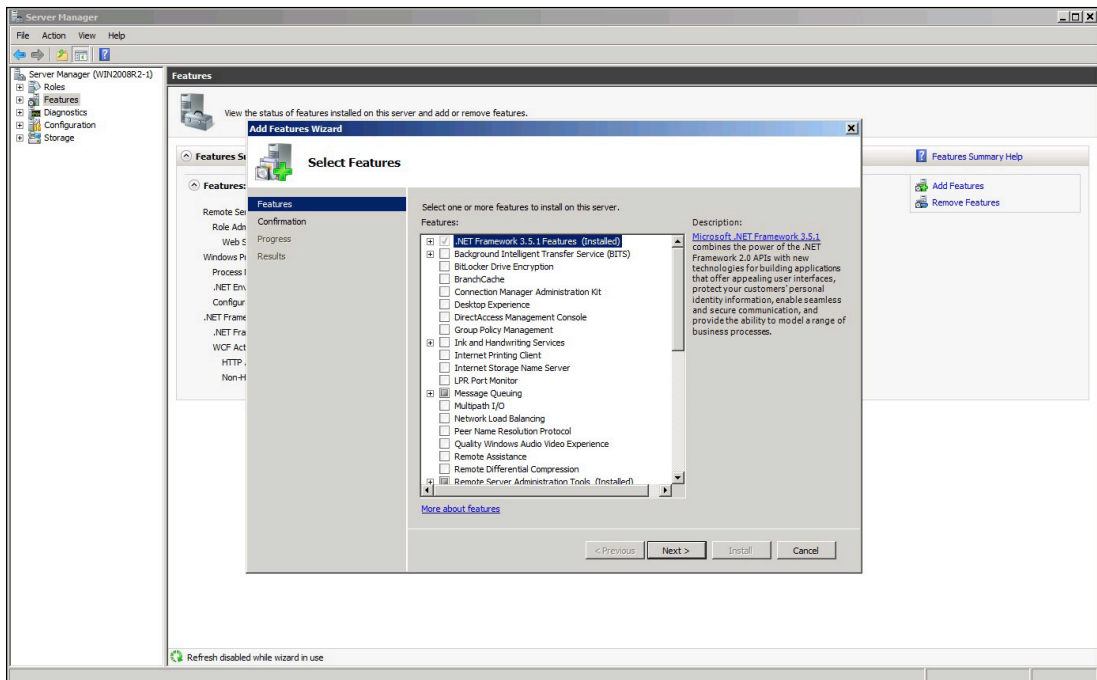 Server Manager
File Action View Help
Server Manager (WIN2008R2-1)
Roles
Features
Diagnostics
Configuration
Storage
Features
View the status of features installed on this server and add or remove features.
Features Summary Help
Features:
Add Features
Remove Features
Role
Web
Windows
Process
.NET
.NET
.NET
WCF
HTTP
Add Features Wizard
Select Features
Features
Confirmation
Progress
Results
Select one or more features to install on this server.
Features:
.NET Framework 3.5.1 Features (Installed)
Background Intelligent Transfer Service (BITS)
BitLocker Drive Encryption
BranchCache
Connection Manager Administration Kit
Desktop Experience
DirectAccess Management Console
Group Policy Management
Ink and Handwriting Services
Internet Printing Client
Internet Storage Name Server
LPR Port Monitor
Message Queuing
Multipath I/O
Network Load Balancing
Peer Name Resolution Protocol
Quality Windows Audio Video Experience
Remote Assistance
Remote Differential Compression
Remote Server Administration Tools (Installed)
More about features
Description:
Microsoft .NET Framework 3.5.1
combines the power of the .NET
Framework 2.0 APIs with new
technologies for building applications
that offer appealing user interfaces,
protect your customers' personal
identity information, enable seamless
and secure communication, and
provide the ability to model a range of
business processes.
< Previous Next > Install Cancel
Refresh disabled while wizard in use